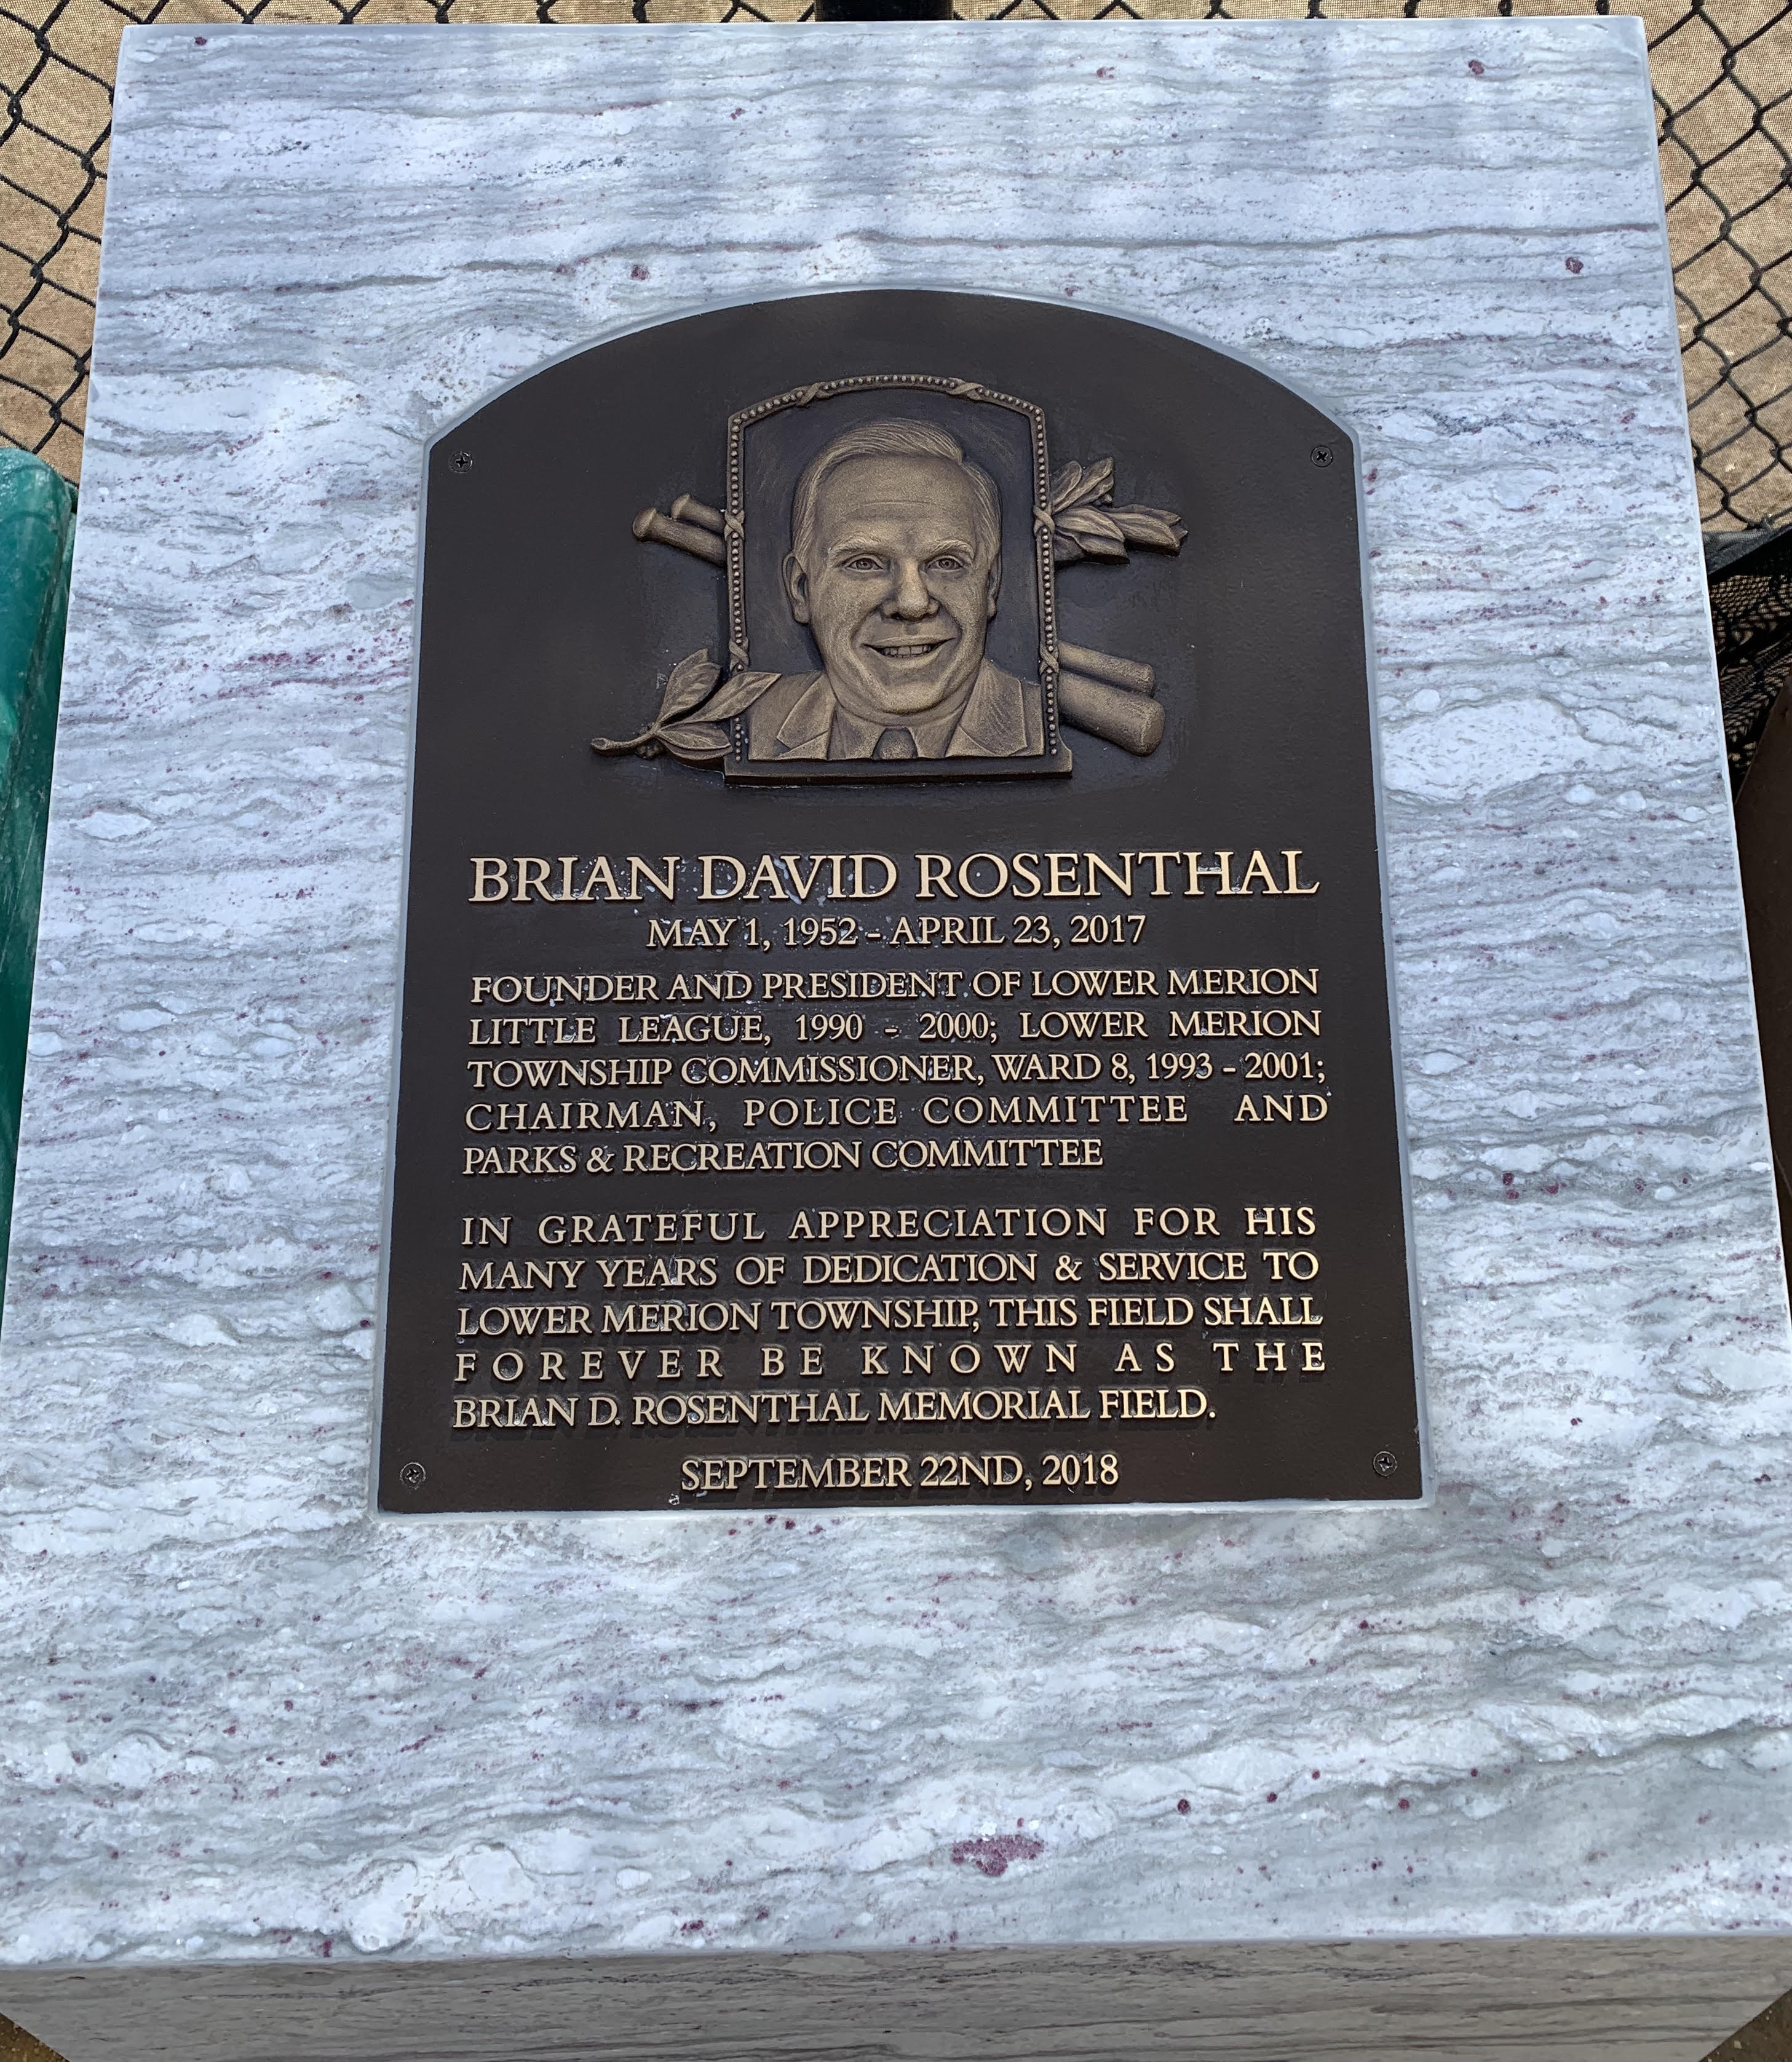 BRIAN DAVID ROSENTHAL
MAY 1, 1952 - APRIL 23, 2017
FOUNDER AND PRESIDENT OF LOWER MERION
LITTLE LEAGUE, 1990 - 2000; LOWER MERION
TOWNSHIP COMMISSIONER, WARD 8, 1993 - 2001;
CHAIRMAN, POLICE COMMITTEE AND
PARKS & RECREATION COMMITTEE
IN GRATEFUL APPRECIATION FOR HIS
MANY YEARS OF DEDICATION & SERVICE TO
LOWER MERION TOWNSHIP, THIS FIELD SHALL
FOREVER BE KNOWN AS THE
BRIAN D. ROSENTHAL MEMORIAL FIELD.
SEPTEMBER 22ND, 2018